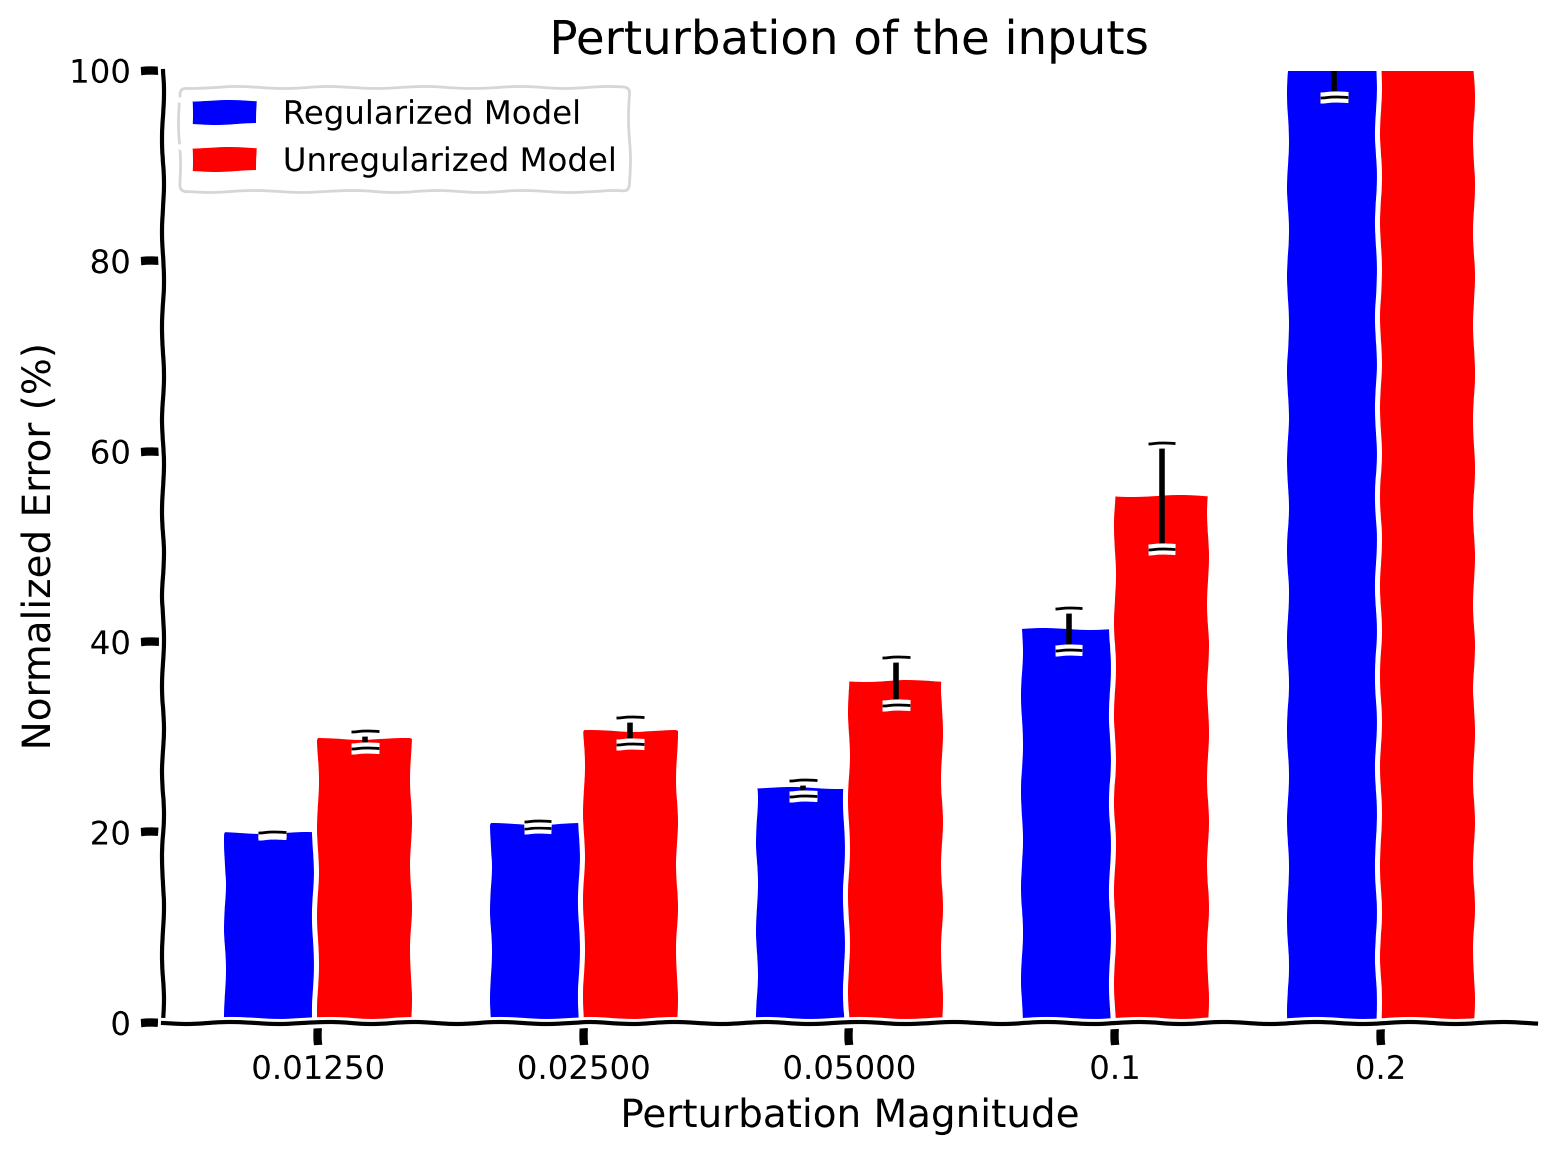 Perturbation of the inputs
100
80
60
40
20
0
Normalized Error (%)
Regularized Model
Unregularized Model
0.01250 0.02500 0.05000 0.1 0.2
Perturbation Magnitude